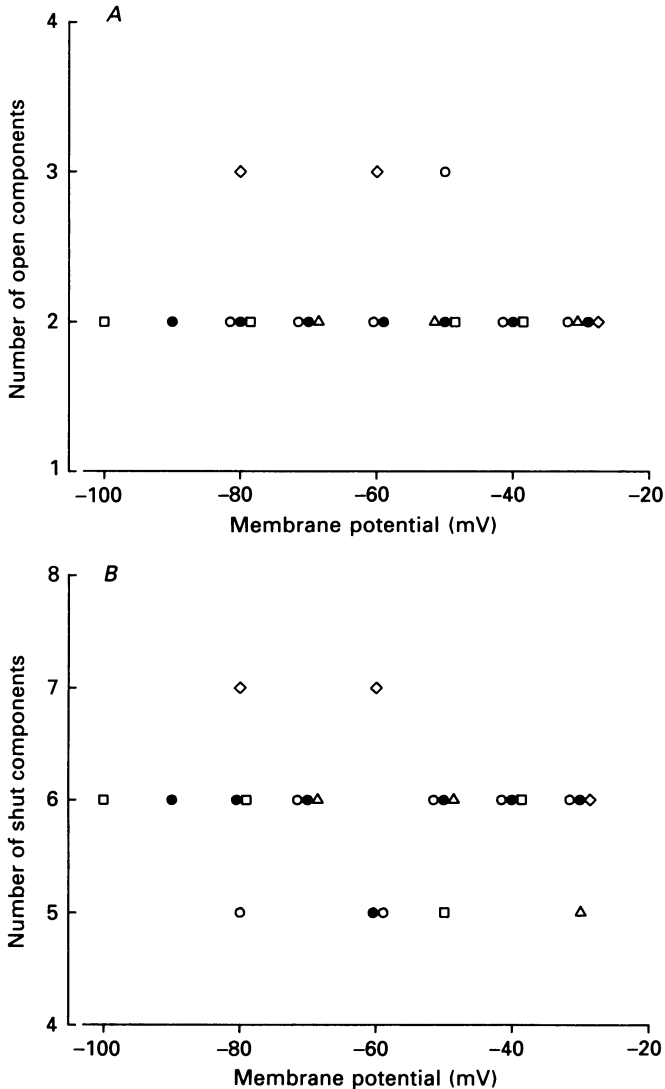 A
4
3
2
1
Number of open components
−100 −80 −60 −40 −20
Membrane potential (mV)
B
8
7
6
5
4
Number of shut components
−100 −80 −60 −40 −20
Membrane potential (mV)